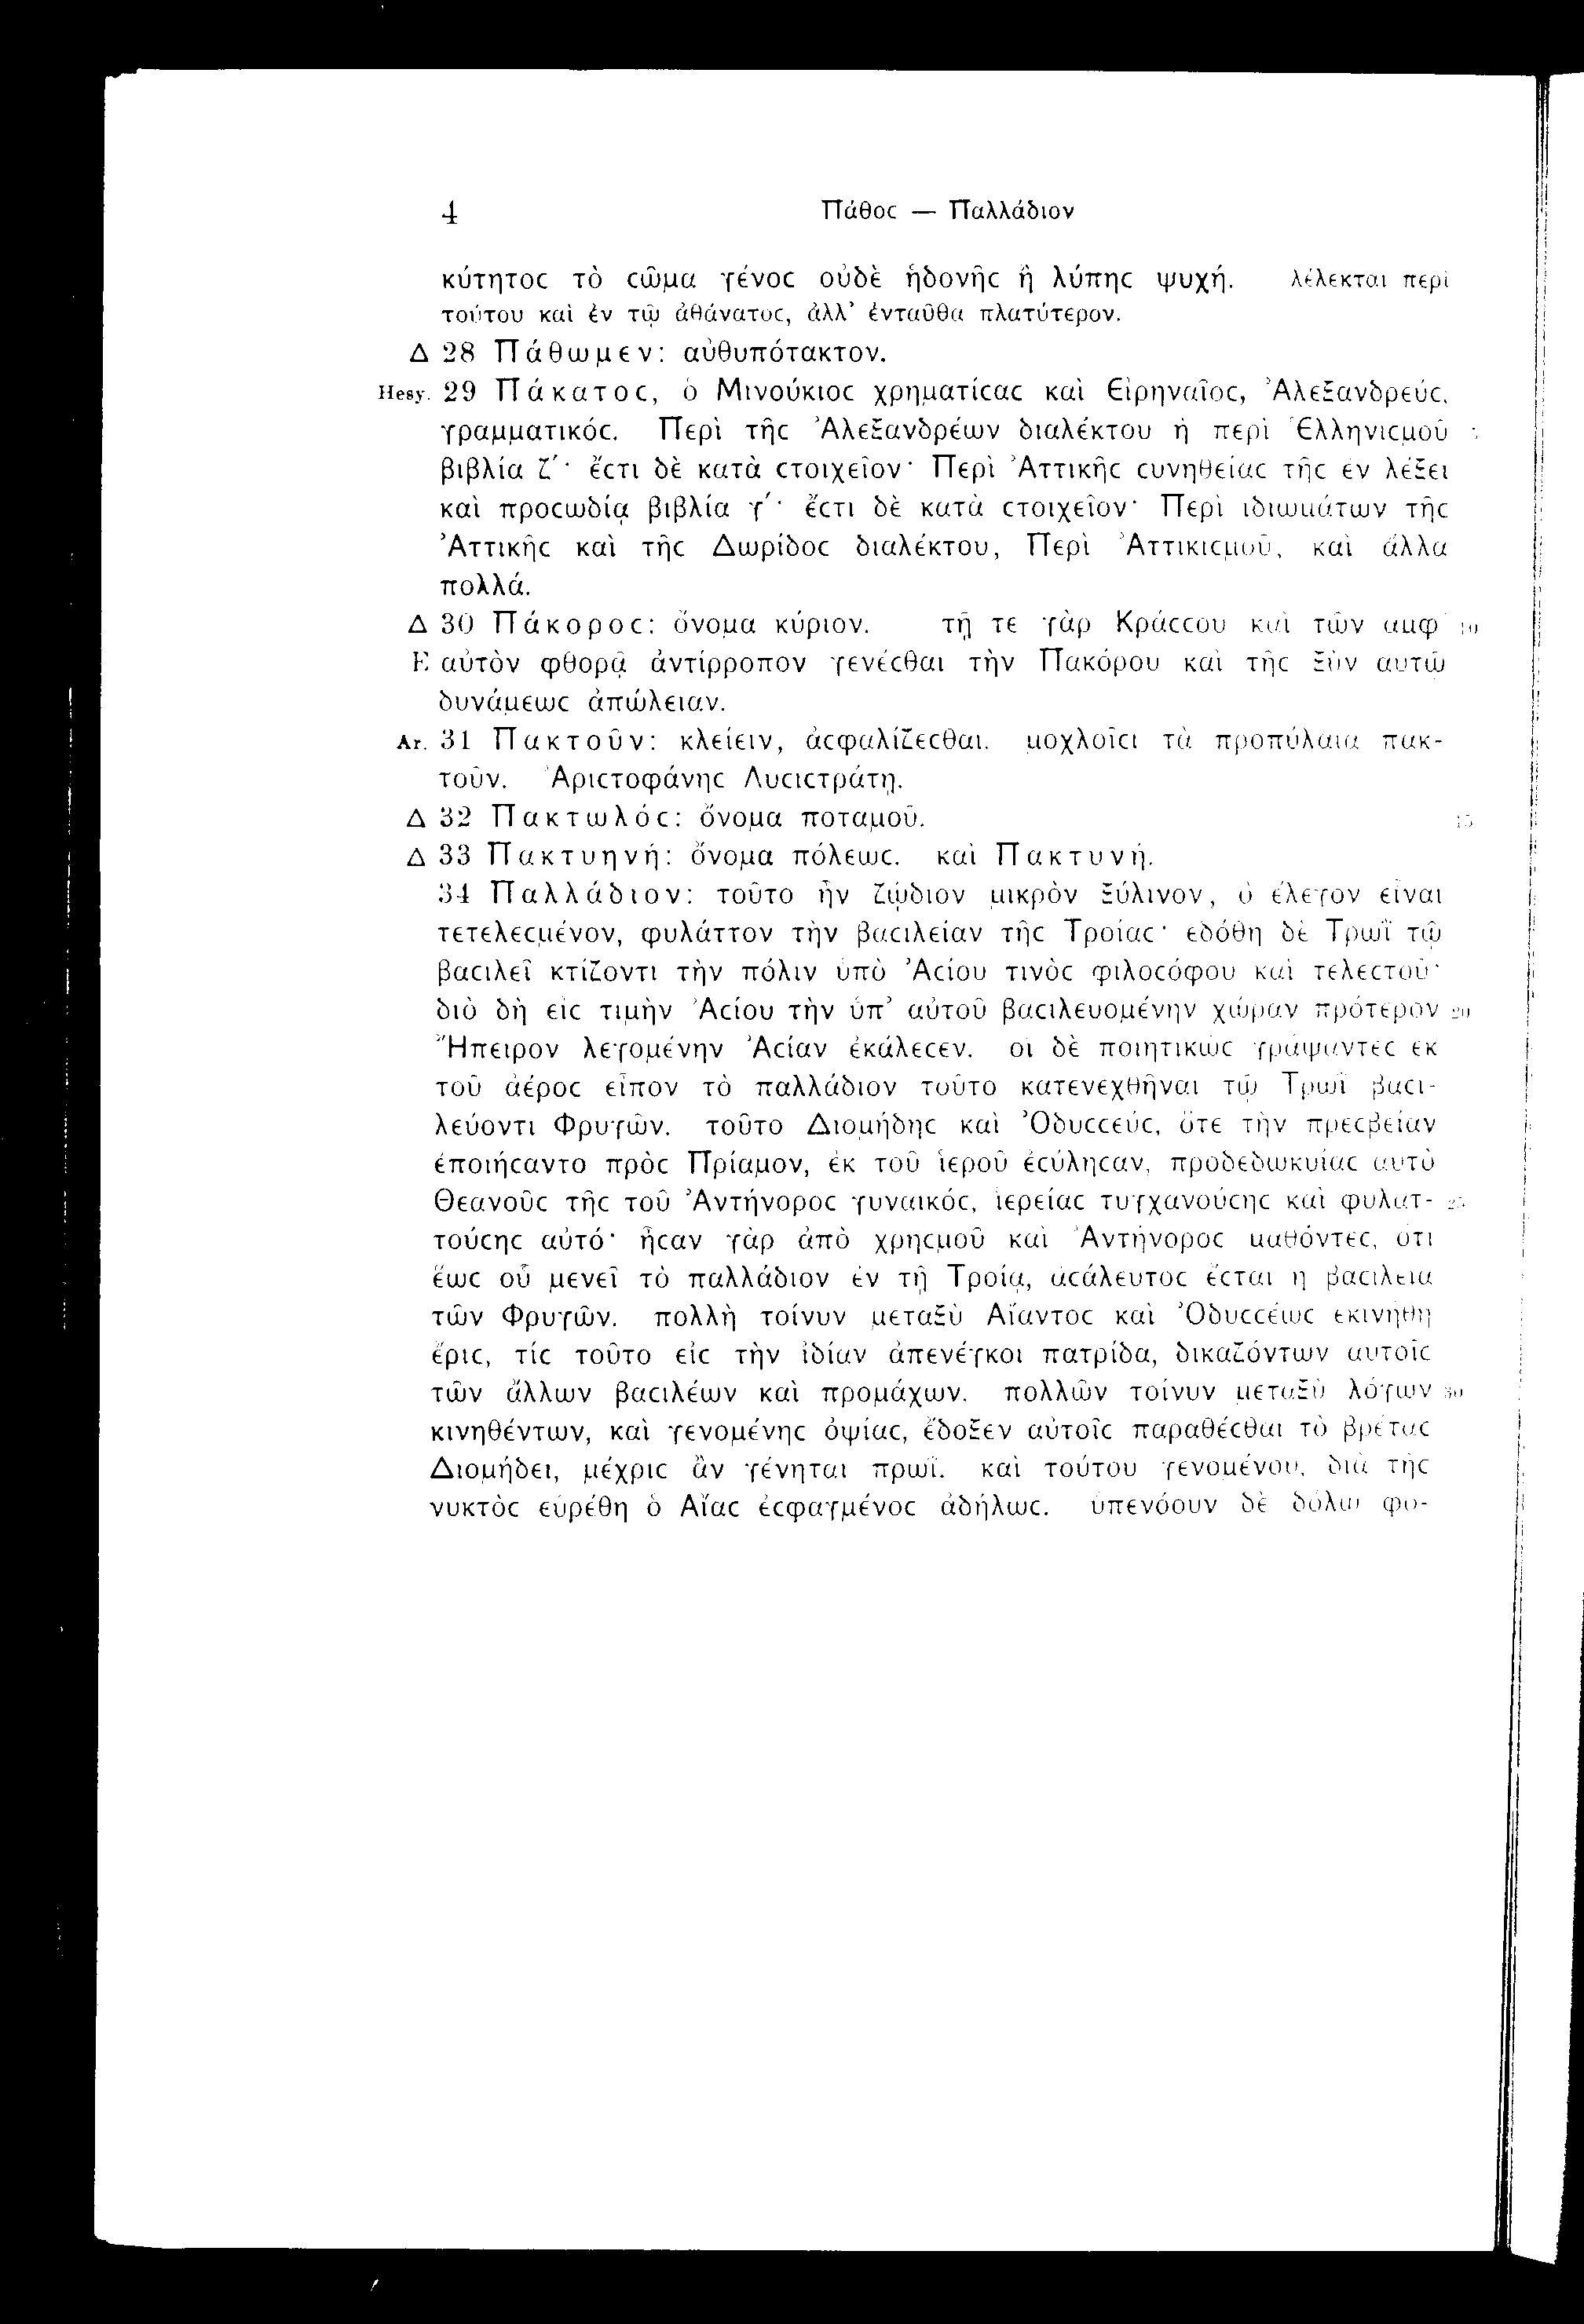 4 Πάθοϲ — Παλλάδιον
κύτητοϲ τὸ ϲῶμα γένοϲ οὐδὲ ἡδονῆϲ ἢ λύπηϲ ψυχή. λέλεκται περὶ
τούτου καὶ ἐν τῷ ἀθάνατοϲ, ἀλλ’ ἐνταῦθα πλατύτερον.
Δ 28 Πάθωμεν: αὐθυπότακτον.
Hesy. 29 Πάκατοϲ, ὁ Μινούκιοϲ χρηματίϲαϲ καὶ Εἰρηναῖοϲ, Ἀλεξανδρεύϲ,
γραμματικόϲ. Περὶ τῆϲ Ἀλεξανδρέων διαλέκτου ἢ περὶ Ἑλληνιϲμοῦ 5
βιβλία ζʹ· ἔϲτι δὲ κατὰ ϲτοιχεῖον· Περὶ Ἀττικῆϲ ϲυνηθείαϲ τῆϲ ἐν λέξει
καὶ προϲωδίᾳ βιβλία γʹ· ἔϲτι δὲ κατὰ ϲτοιχεῖον· Περὶ ἰδιωμάτων τῆϲ
Ἀττικῆϲ καὶ τῆϲ Δωρίδοϲ διαλέκτου, Περὶ Ἀττικιϲμοῦ, καὶ ἄλλα
πολλά.
Δ 30 Πάκοροϲ: ὄνομα κύριον. τῇ τε γὰρ Κράϲϲου καὶ τῶν ἀμφ’ 10
E αὐτὸν φθορᾷ ἀντίρροπον γενέϲθαι τὴν Πακόρου καὶ τῆϲ ξὺν αὐτῷ
δυνάμεωϲ ἀπώλειαν.
Ar. 31 Πακτοῦν: κλείειν, ἀϲφαλίζεϲθαι. μοχλοῖϲι τὰ προπύλαια πακ-
τοῦν. Ἀριϲτοφάνηϲ Λυϲιϲτράτῃ.
Δ 32 Πακτωλόϲ: ὄνομα ποταμοῦ. 15
Δ 33 Πακτυηνή: ὄνομα πόλεωϲ. καὶ Πακτυνή.
34 Παλλάδιον: τοῦτο ἦν ζῴδιον μικρὸν ξύλινον, ὃ ἔλεγον εἶναι
τετελεϲμένον, φυλάττον τὴν βαϲιλείαν τῆϲ Τροίαϲ· ἐδόθη δὲ Τρωῒ τῷ
βαϲιλεῖ κτίζοντι τὴν πόλιν ὑπὸ Ἀϲίου τινὸϲ φιλοϲόφου καὶ τελεϲτοῦ·
διὸ δὴ εἰϲ τιμὴν Ἀϲίου τὴν ὑπ’ αὐτοῦ βαϲιλευομένην χώραν πρότερον 20
Ἤπειρον λεγομένην Ἀϲίαν ἐκάλεϲεν. οἱ δὲ ποιητικῶϲ γράψαντεϲ ἐκ
τοῦ ἀέροϲ εἶπον τὸ παλλάδιον τοῦτο κατενεχθῆναι τῷ Τρωῒ βαϲι-
λεύοντι Φρυγῶν. τοῦτο Διομήδηϲ καὶ Ὀδυϲϲεύϲ, ὅτε τὴν πρεϲβείαν
ἐποιήϲαντο πρὸϲ Πρίαμον, ἐκ τοῦ ἱεροῦ ἐϲύληϲαν, προδεδωκυίαϲ αὐτὸ
Θεανοῦϲ τῆϲ τοῦ Ἀντήνοροϲ γυναικόϲ, ἱερείαϲ τυγχανούϲηϲ καὶ φυλατ- 25
τούϲηϲ αὐτό· ἦϲαν γὰρ ἀπὸ χρηϲμοῦ καὶ Ἀντήνοροϲ μαθόντεϲ, ὅτι
ἕωϲ οὗ μενεῖ τὸ παλλάδιον ἐν τῇ Τροίᾳ, ἀϲάλευτοϲ ἔϲται ἡ βαϲιλεία
τῶν Φρυγῶν. πολλὴ τοίνυν μεταξὺ Αἴαντοϲ καὶ Ὀδυϲϲέωϲ ἐκινήθη
ἔριϲ, τίϲ τοῦτο εἰϲ τὴν ἰδίαν ἀπενέγκοι πατρίδα, δικαζόντων αὐτοῖϲ
τῶν ἄλλων βαϲιλέων καὶ προμάχων. πολλῶν τοίνυν μεταξὺ λόγων 30
κινηθέντων, καὶ γενομένηϲ ὀψίαϲ, ἔδοξεν αὐτοῖϲ παραθέϲθαι τὸ βρέταϲ
Διομήδει, μέχριϲ ἂν γένηται πρωΐ. καὶ τούτου γενομένου, διὰ τῆϲ
νυκτὸϲ εὑρέθη ὁ Αἴαϲ ἐϲφαγμένοϲ ἀδήλωϲ. ὑπενόουν δὲ δόλῳ φο-